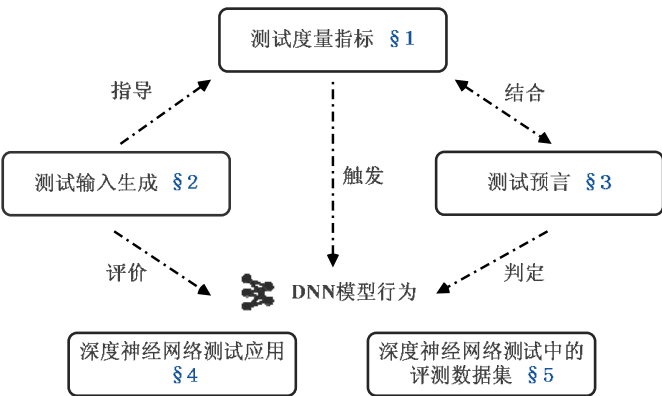 测试度量指标 §1
指导
结合
测试输入生成 §2
触发
测试预言 §3
评价
判定
DNN模型行为
深度神经网络测试应用
§4
深度神经网络测试中的
评测数据集 §5